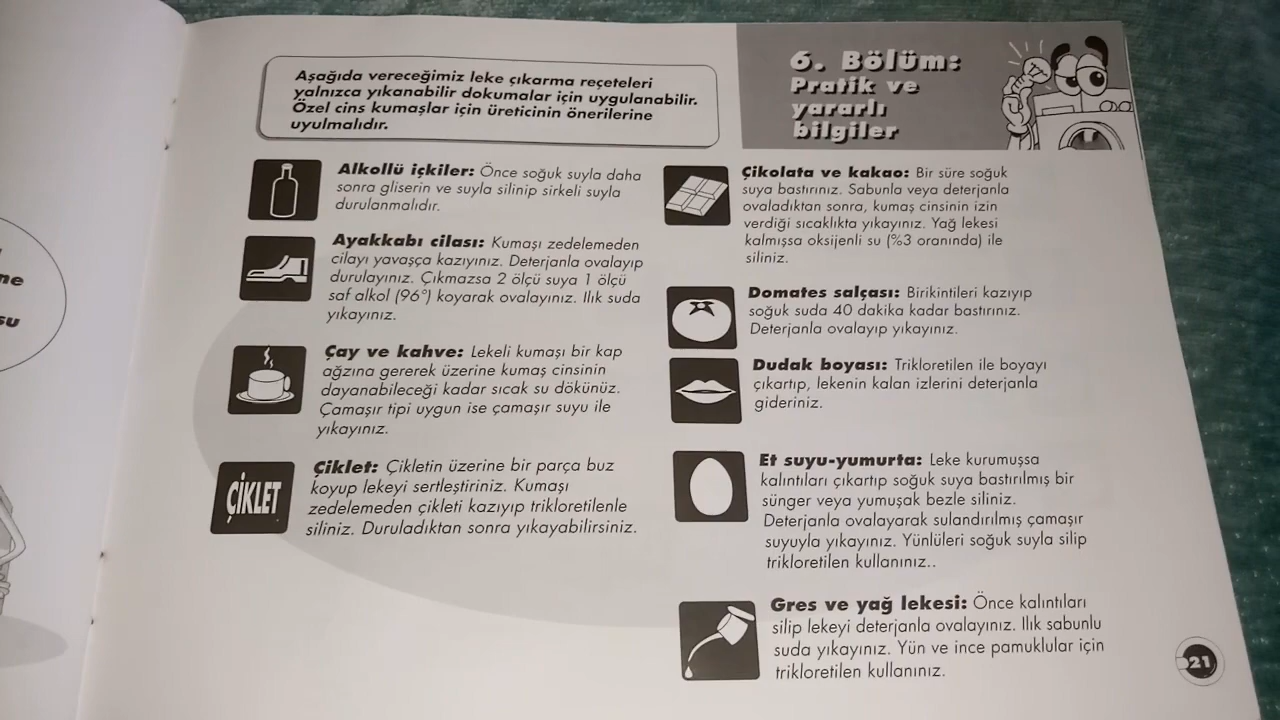 me
su
Aşağıda vereceğimiz leke çıkarma reçeteleri
yalnızca yıkanabilir dokumalar için uygulanabilir.
Özel cins kumaşlar için üreticinin önerilerine
uyulmalıdır.
6. Bölüm:
Pratik ve
yararlı
bilgiler
Alkollü içkiler: Önce soğuk suyla daha
sonra gliserin ve suyla silinip sirkeli suyla
durulanmalıdır.
Ayakkabı cilası: Kumaşı zedelemeden
cilayı yavaşça kazıyınız. Deterjanla ovalayıp
durulayınız. Çıkmazsa 2 ölçü suya 1 ölçü
saf alkol (96°) koyarak ovalayınız. Ilık suda
yıkayınız.
Çay ve kahve: Lekeli kumaşı bir kap
ağzına gererek üzerine kumaş cinsinin
dayanabileceği kadar sıcak su dökünüz.
Çamaşır tipi uygun ise çamaşır suyu ile
yıkayınız.
ÇİKLET
Çiklet: Çikletin üzerine bir parça buz
koyup lekeyi sertleştiriniz. Kumaşı
zedelemeden çikleti kazıyıp trikloretilenle
siliniz. Duruladıktan sonra yıkayabilirsiniz.
Çikolata ve kakao: Bir süre soğuk
suya bastırınız. Sabunla veya deterjanla
ovaladıktan sonra, kumaş cinsinin izin
verdiği sıcaklıkta yıkayınız. Yağ lekesi
kalmışsa oksijenli su (%3 oranında) ile
siliniz.
Domates salçası: Birikintileri kazıyıp
soğuk suda 40 dakika kadar bastırınız.
Deterjanla ovalayıp yıkayınız.
Dudak boyası: Trikloretilen ile boyayı
çıkartıp, lekenin kalan izlerini deterjanla
gideriniz.
Et suyu-yumurta: Leke kurumuşsa
kalıntıları çıkartıp soğuk suya bastırılmış bir
sünger veya yumuşak bezle siliniz.
Deterjanla ovalayarak sulandırılmış çamaşır
suyuyla yıkayınız. Yünlüleri soğuk suyla silip
trikloretilen kullanınız..
Gres ve yağ lekesi: Önce kalıntıları
silip lekeyi deterjanla ovalayınız. Ilık sabunlu
suda yıkayınız. Yün ve ince pamuklular için
trikloretilen kullanınız.
21